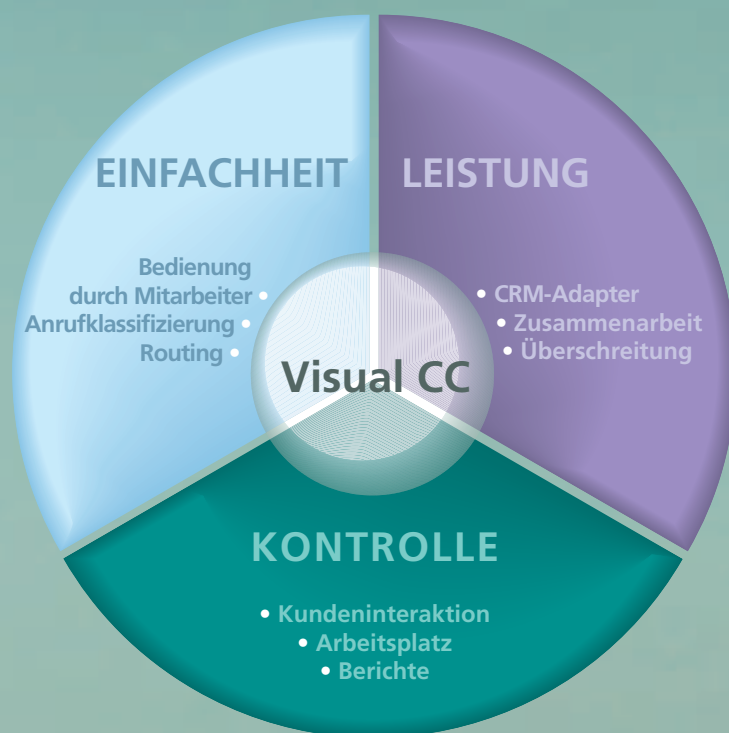 EINFACHHEIT
Bedienung
durch Mitarbeiter •
Anrufklassifizierung •
Routing •
LEISTUNG
• CRM-Adapter
• Zusammenarbeit
• Überschreitung
Visual CC
KONTROLLE
• Kundeninteraktion
• Arbeitsplatz
• Berichte